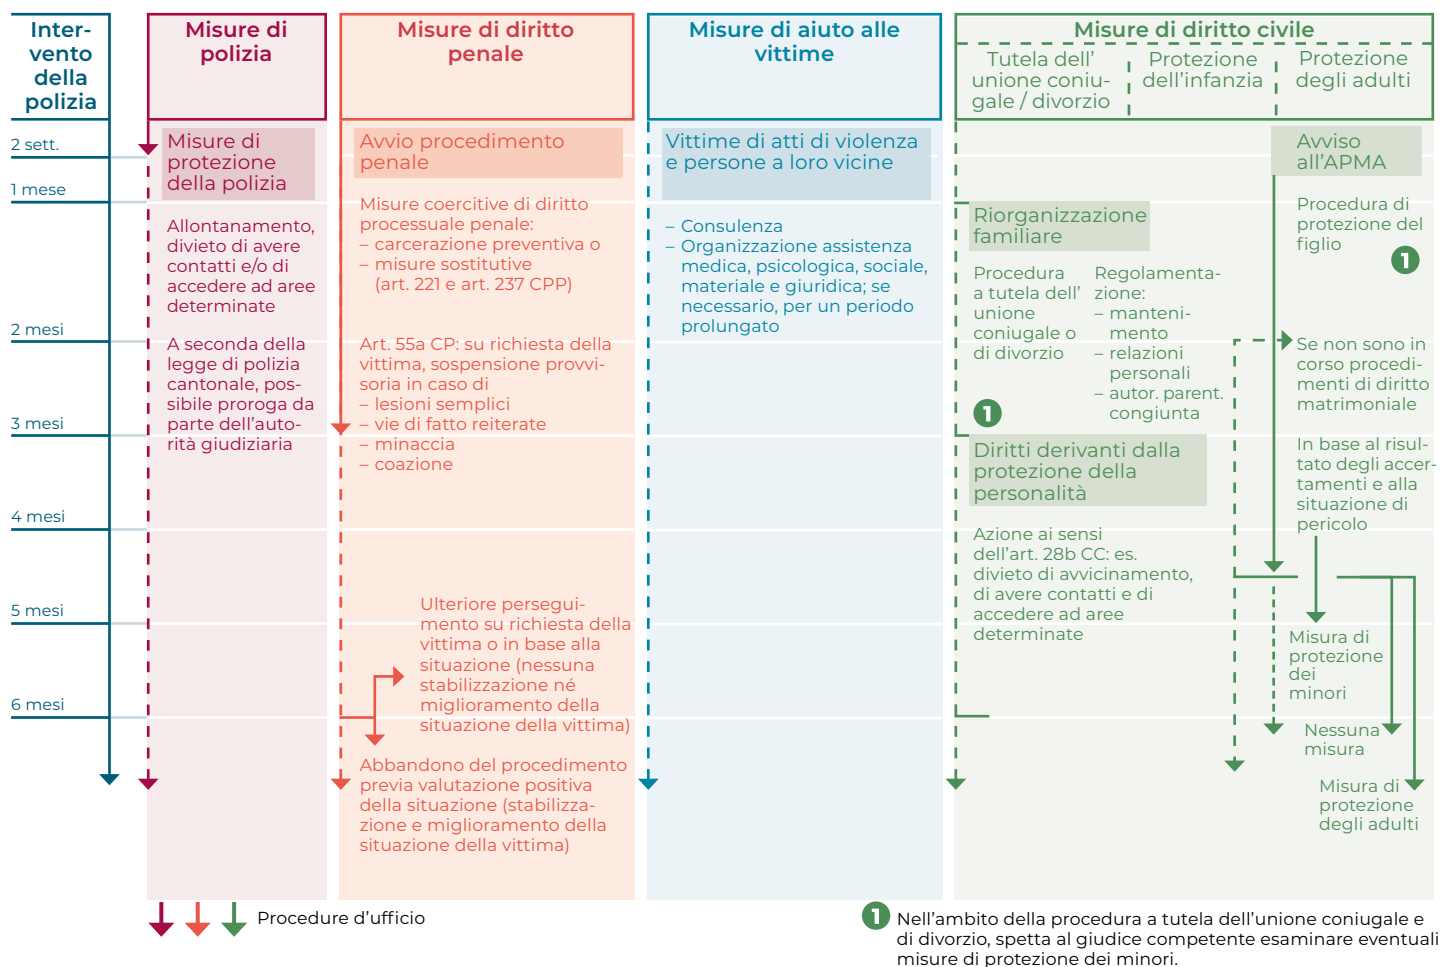 Inter-
vento
della
polizia
Misure di
polizia
Misure di diritto
penale
Misure di aiuto alle
vittime
Misure di diritto civile
Tutela dell’
unione coniu-
gale / divorzio
Protezione
dell’infanzia
Protezione
degli adulti
2 sett.
1 mese
2 mesi
3 mesi
4 mesi
5 mesi
6 mesi
Misure di
protezione
della polizia
Allontanamento,
divieto di avere
contatti e/o di
accedere ad aree
determinate
A seconda della
legge di polizia
cantonale, pos-
sibile proroga da
parte dell’auto-
rità giudiziaria
Avvio procedimento
penale
Misure coercitive di diritto
processuale penale:
– carcerazione preventiva o
– misure sostitutive
(art. 221 e art. 237 CPP)
Art. 55a CP: su richiesta della
vittima, sospensione provvi-
soria in caso di
– lesioni semplici
– vie di fatto reiterate
– minaccia
– coazione
Ulteriore persegui-
mento su richiesta della
vittima o in base alla
situazione (nessuna
stabilizzazione né
miglioramento della
situazione della vittima)
Abbandono del procedimento
previa valutazione positiva
della situazione (stabilizza-
zione e miglioramento della
situazione della vittima)
Vittime di atti di violenza
e persone a loro vicine
– Consulenza
– Organizzazione assistenza
medica, psicologica, sociale,
materiale e giuridica; se
necessario, per un periodo
prolungato
Riorganizzazione
familiare
Procedura
a tutela dell’
unione
coniugale o
di divorzio
1
Regolamenta-
zione:
– manteni-
mento
– relazioni
personali
– autor. parent.
congiunta
Diritti derivanti dalla
protezione della
personalità
Azione ai sensi
dell’art. 28b CC: es.
divieto di avvicinamento,
di avere contatti e di
accedere ad aree
determinate
Avviso
all’APMA
Procedura di
protezione del
figlio
1
Se non sono in
corso procedi-
menti di diritto
matrimoniale
In base al risul-
tato degli accer-
tamenti e alla
situazione di
pericolo
Misura di
protezione
dei
minori
Nessuna
misura
Misura di
protezione
degli adulti
Procedure d’ufficio
1 Nell’ambito della procedura a tutela dell’unione coniugale e
di divorzio, spetta al giudice competente esaminare eventuali
misure di protezione dei minori.